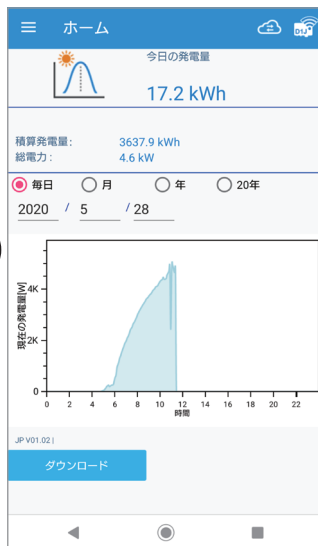 ホーム
D1J
今日の発電量
17.2 kWh
積算発電量: 3637.9 kWh
総電力: 4.6 kW
毎日 月 年 20年
2020 / 5 / 28
現在の発電量[W]
4K
2K
0
0 2 4 6 8 10 12 14 16 18 20 22
時間
JP V01.02 |
ダウンロード